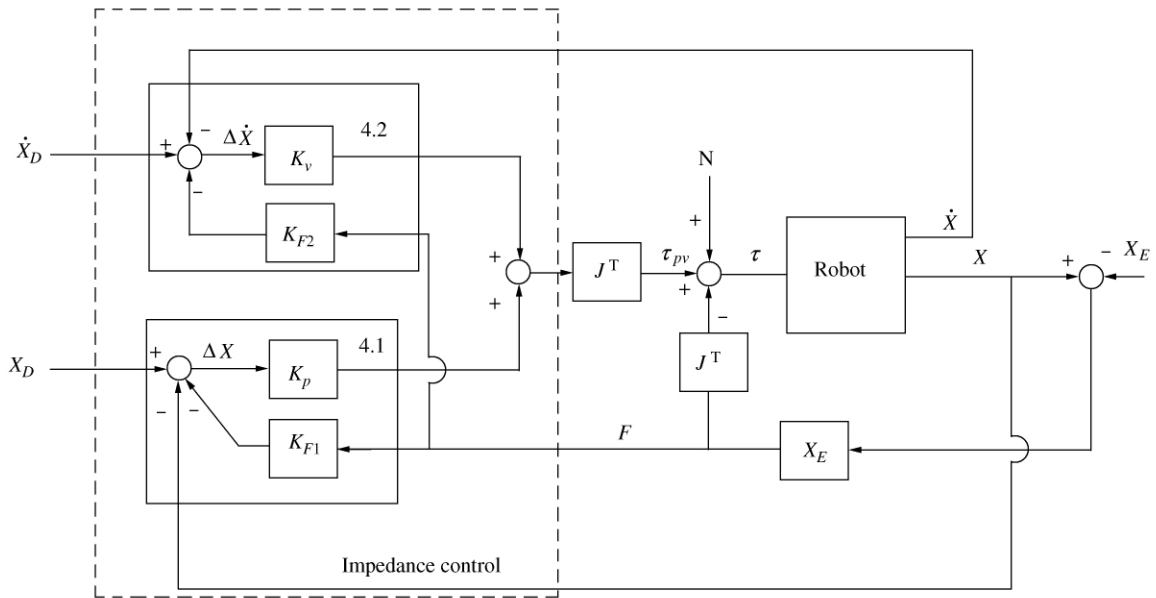 − ΔẊ 4.2
Ẋ_D + K_v
N
−
K_F2
+
Ẋ
+ τ_pv τ X + − X_E
J^T + Robot
+
−
4.1
+ ΔX J^T
X_D K_p
− − F
K_F1 X_E
Impedance control